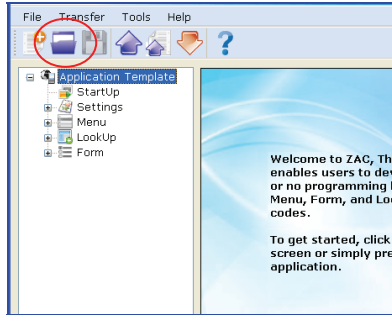 File Transfer Tools Help
?
Application Template
StartUp
Settings
Menu
LookUp
Form
Welcome to ZAC, Th
enables users to dev
or no programming
Menu, Form, and Loo
codes.
To get started, click
screen or simply pre
application.